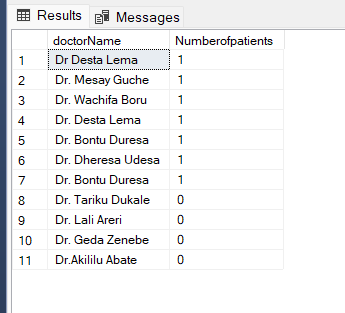 Results Messages
doctorName Numberofpatients
1 Dr Desta Lema 1
2 Dr. Mesay Guche 1
3 Dr. Wachifa Boru 1
4 Dr. Desta Lema 1
5 Dr. Bontu Duresa 1
6 Dr. Dheresa Udesa 1
7 Dr. Bontu Duresa 1
8 Dr. Tariku Dukale 0
9 Dr. Lali Areri 0
10 Dr. Geda Zenebe 0
11 Dr.Akililu Abate 0